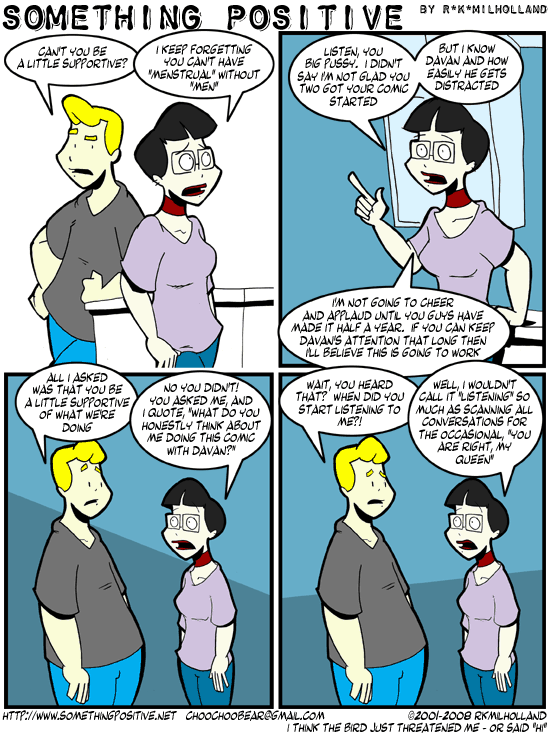 SOMETHING POSITIVE BY R*K*MILHOLLAND
CAN'T YOU BE
A LITTLE SUPPORTIVE?
I KEEP FORGETTING
YOU CAN'T HAVE
"MENSTRUAL" WITHOUT
"MEN"
LISTEN, YOU
BIG PUSSY. I DIDN'T
SAY I'M NOT GLAD YOU
TWO GOT YOUR COMIC
STARTED
BUT I KNOW
DAVAN AND HOW
EASILY HE GETS
DISTRACTED
I'M NOT GOING TO CHEER
AND APPLAUD UNTIL YOU GUYS HAVE
MADE IT HALF A YEAR. IF YOU CAN KEEP
DAVAN'S ATTENTION THAT LONG THEN
I'LL BELIEVE THIS IS GOING TO WORK
ALL I ASKED
WAS THAT YOU BE
A LITTLE SUPPORTIVE
OF WHAT WE'RE
DOING
NO YOU DIDN'T!
YOU ASKED ME, AND
I QUOTE, "WHAT DO YOU
HONESTLY THINK ABOUT
ME DOING THIS COMIC
WITH DAVAN?"
WAIT, YOU HEARD
THAT? WHEN DID YOU
START LISTENING TO
ME?!
WELL, I WOULDN'T
CALL IT "LISTENING" SO
MUCH AS SCANNING ALL
CONVERSATIONS FOR
THE OCCASIONAL, "YOU
ARE RIGHT, MY
QUEEN"
HTTP://WWW.SOMETHINGPOSITIVE.NET CHOOCHOOBEAR@GMAIL.COM ©2001-2008 RKMILHOLLAND
I THINK THE BIRD JUST THREATENED ME - OR SAID "HI"